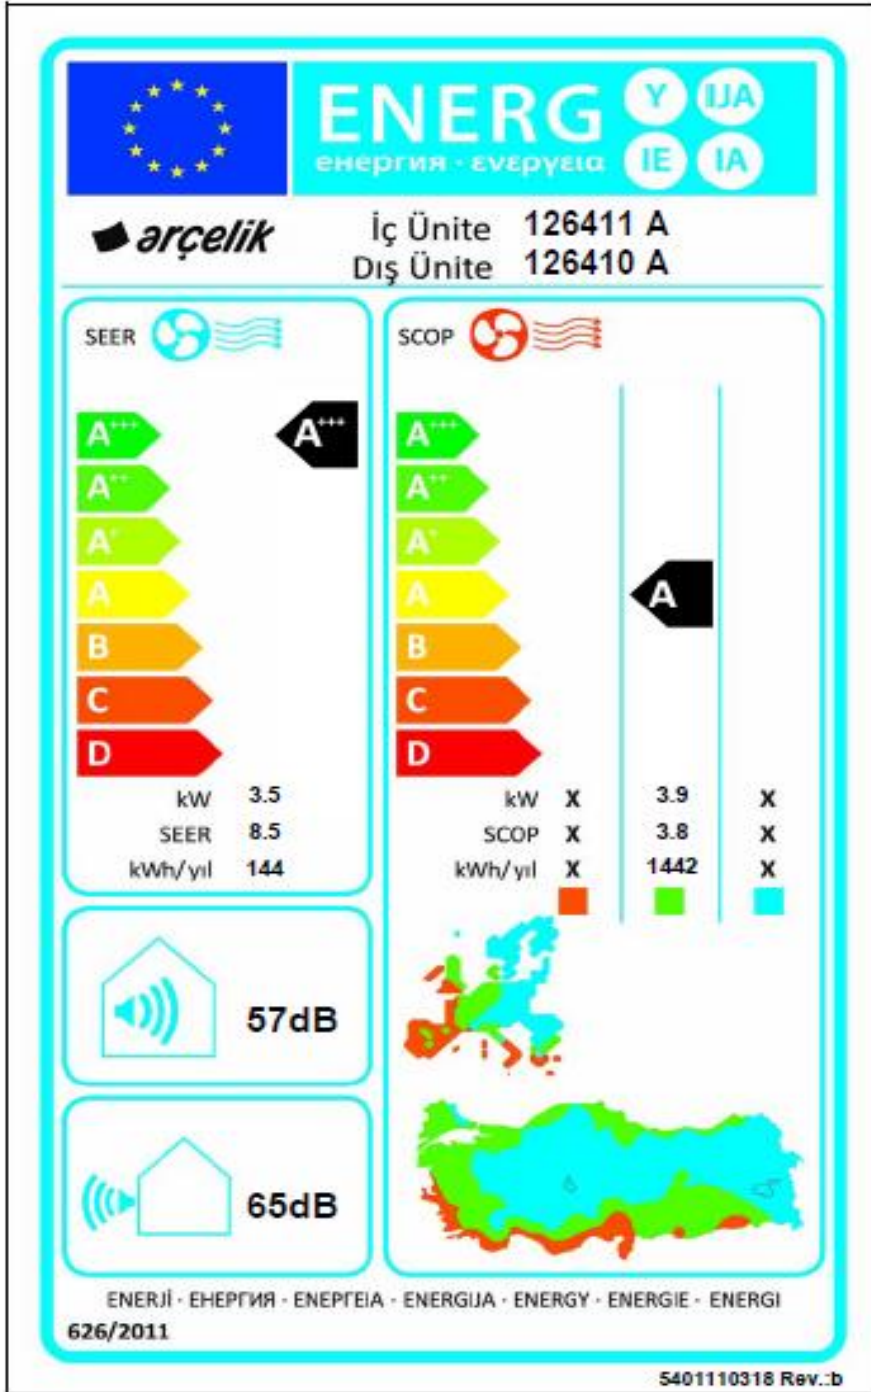 ENERG Y IJA
енергия · ενεργεια IE IA
arçelik
İç Ünite 126411 A
Dış Ünite 126410 A
SEER
A+++ A+++
A++
A+
A
B
C
D
kW 3.5
SEER 8.5
kWh/yıl 144
SCOP
A+++
A++
A+
A A
B
C
D
kW X 3.9 X
SCOP X 3.8 X
kWh/yıl X 1442 X
57dB
65dB
ENERJİ · ЕНЕРГИЯ · ΕΝΕΡΓΕΙΑ · ENERGIJA · ENERGY · ENERGIE · ENERGI
626/2011
5401110318 Rev.:b